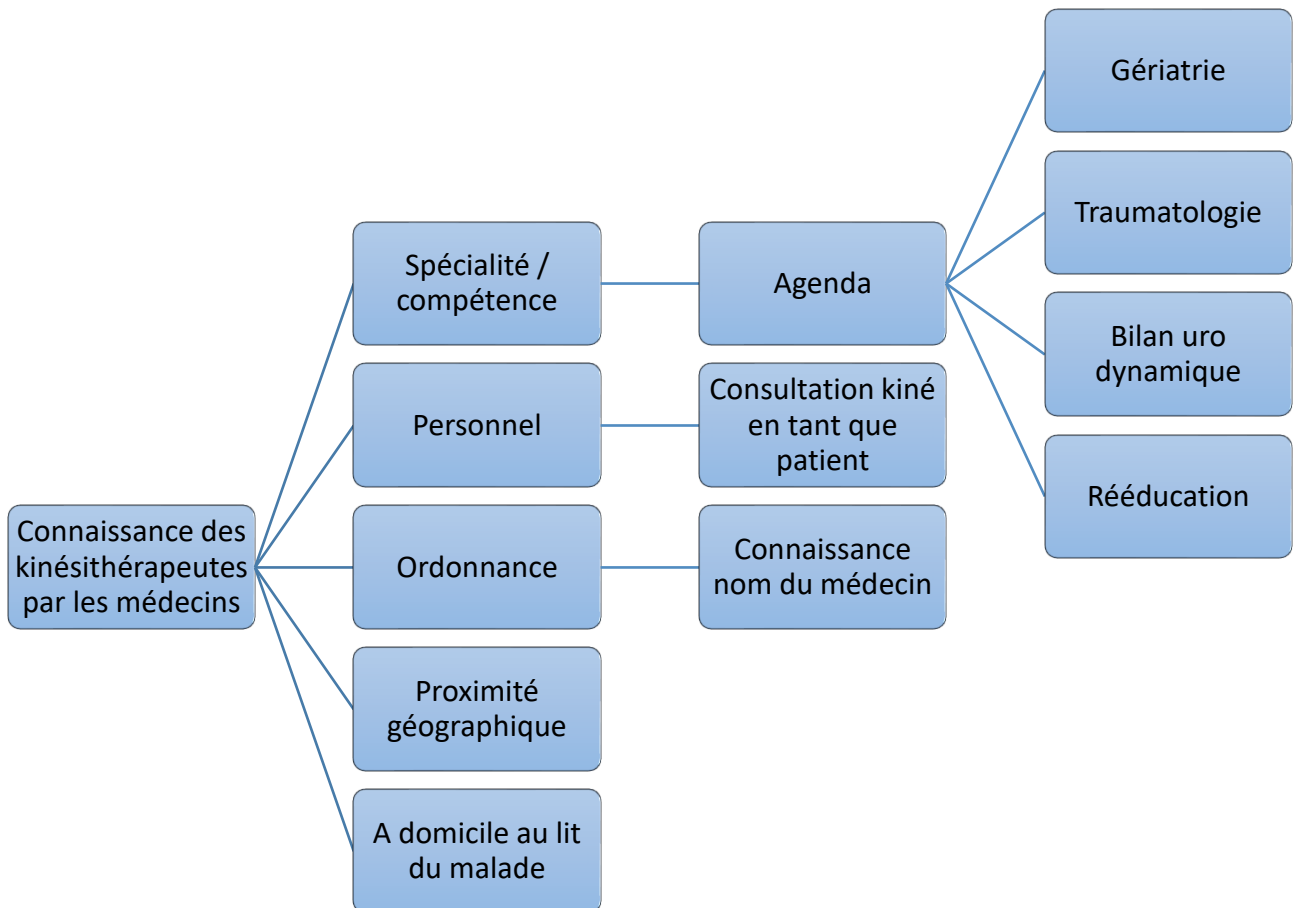 Connaissance des
kinésithérapeutes
par les médecins
Spécialité /
compétence
Personnel
Ordonnance
Proximité
géographique
A domicile au lit
du malade
Agenda
Consultation kiné
en tant que
patient
Connaissance
nom du médecin
Gériatrie
Traumatologie
Bilan uro
dynamique
Rééducation